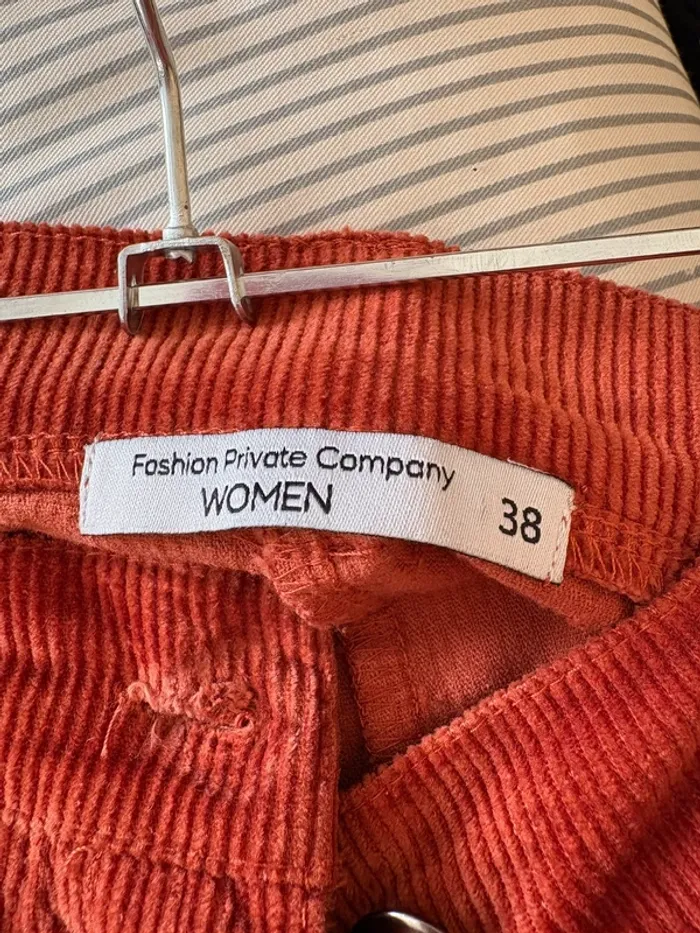 Fashion Private Company
WOMEN
38